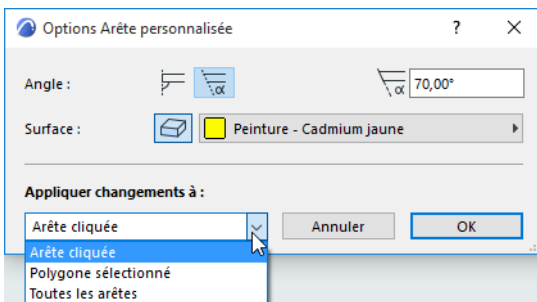 Options Arête personnalisée ? X
Angle : α α 70,00°
Surface : Peinture - Cadmium jaune
Appliquer changements à :
Arête cliquée Annuler OK
Arête cliquée
Polygone sélectionné
Toutes les arêtes